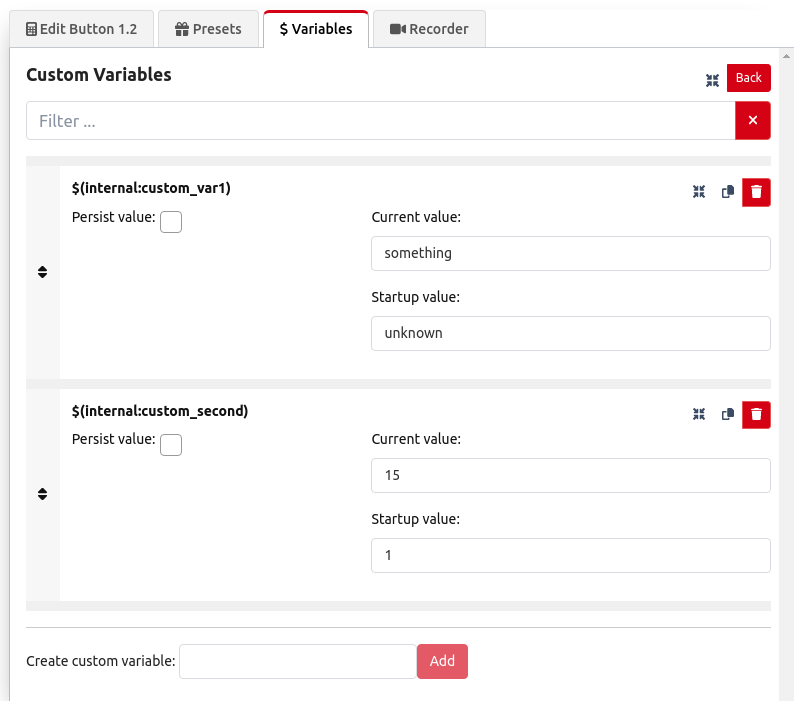 Edit Button 1.2 Presets $ Variables Recorder
Custom Variables
Back
Filter ...
$(internal:custom_var1)
Persist value:
Current value:
something
Startup value:
unknown
$(internal:custom_second)
Persist value:
Current value:
15
Startup value:
1
Create custom variable: Add